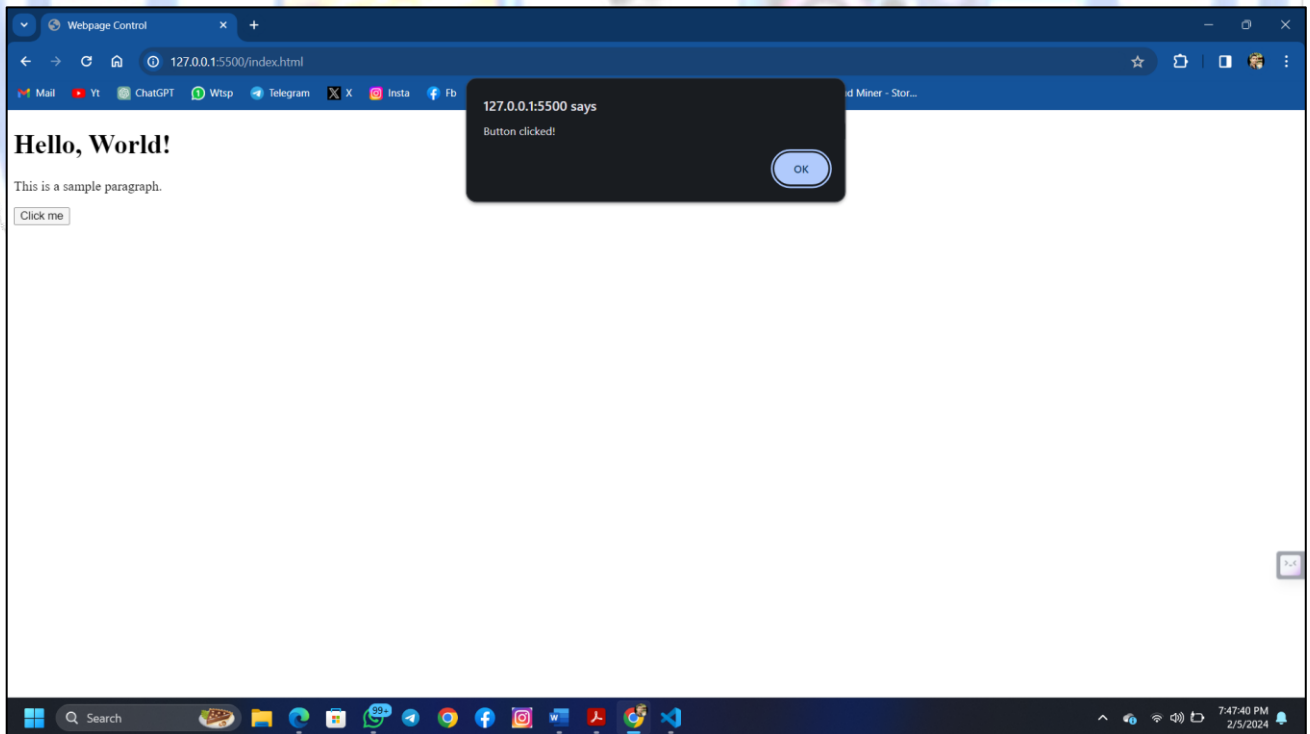 Webpage Control
127.0.0.1:5500/index.html
Mail Yt ChatGPT Wtsp Telegram X Insta Fb d Miner - Stor...
127.0.0.1:5500 says
Button clicked!
OK
Hello, World!
This is a sample paragraph.
Click me
Search 99+ 7:47:40 PM
2/5/2024